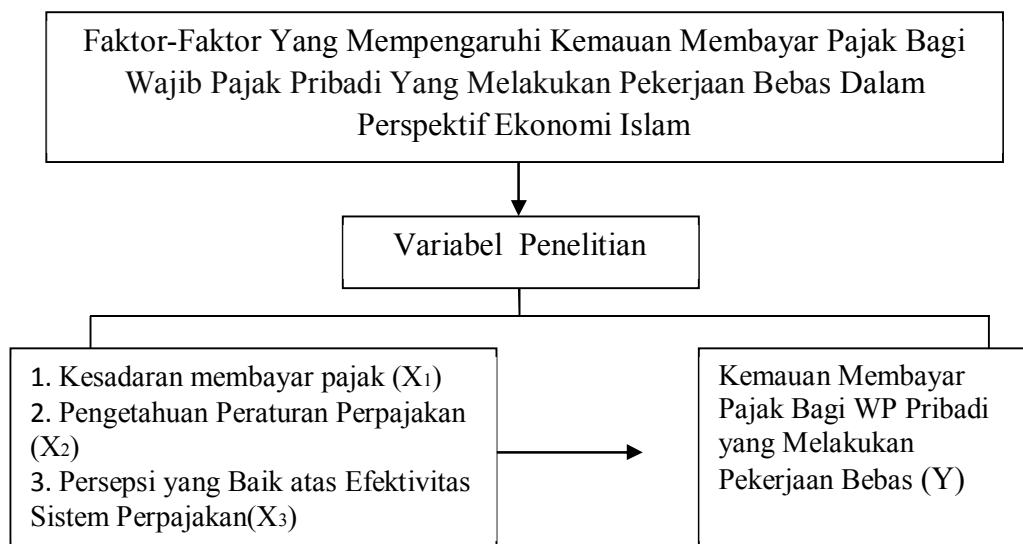 Faktor-Faktor Yang Mempengaruhi Kemauan Membayar Pajak Bagi
Wajib Pajak Pribadi Yang Melakukan Pekerjaan Bebas Dalam
Perspektif Ekonomi Islam
Variabel Penelitian
1. Kesadaran membayar pajak (X1)
2. Pengetahuan Peraturan Perpajakan
(X2)
3. Persepsi yang Baik atas Efektivitas
Sistem Perpajakan(X3)
Kemauan Membayar
Pajak Bagi WP Pribadi
yang Melakukan
Pekerjaan Bebas (Y)